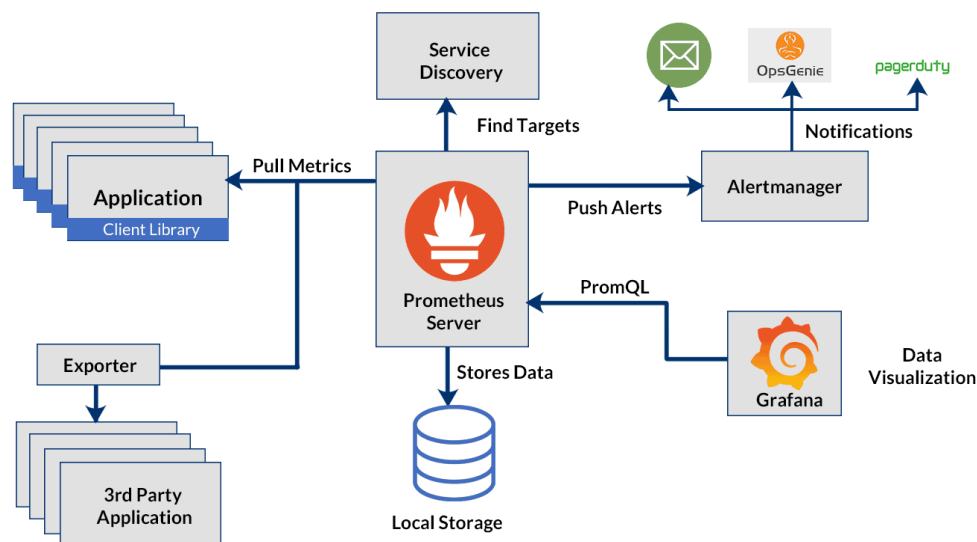 Service
Discovery
OpsGenie
pagerduty
Find Targets
Notifications
Pull Metrics
Application
Client Library
Push Alerts
Alertmanager
Prometheus
Server
PromQL
Exporter
Stores Data
Grafana
Data
Visualization
3rd Party
Application
Local Storage